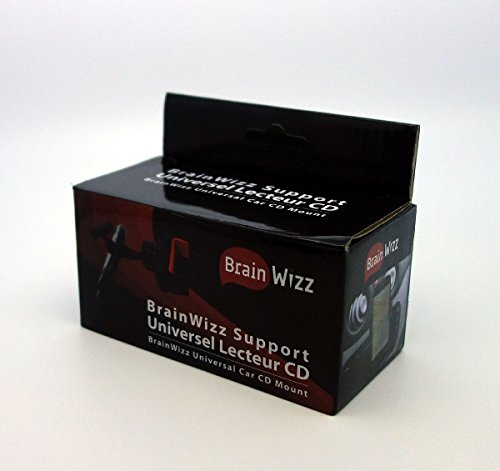 BrainWizz Support
Universel Lecteur CD
BrainWizz Universal Car CD Mount
Brain Wizz
BrainWizz Support
Universel Lecteur CD
BrainWizz Universal Car CD Mount
Brain Wizz